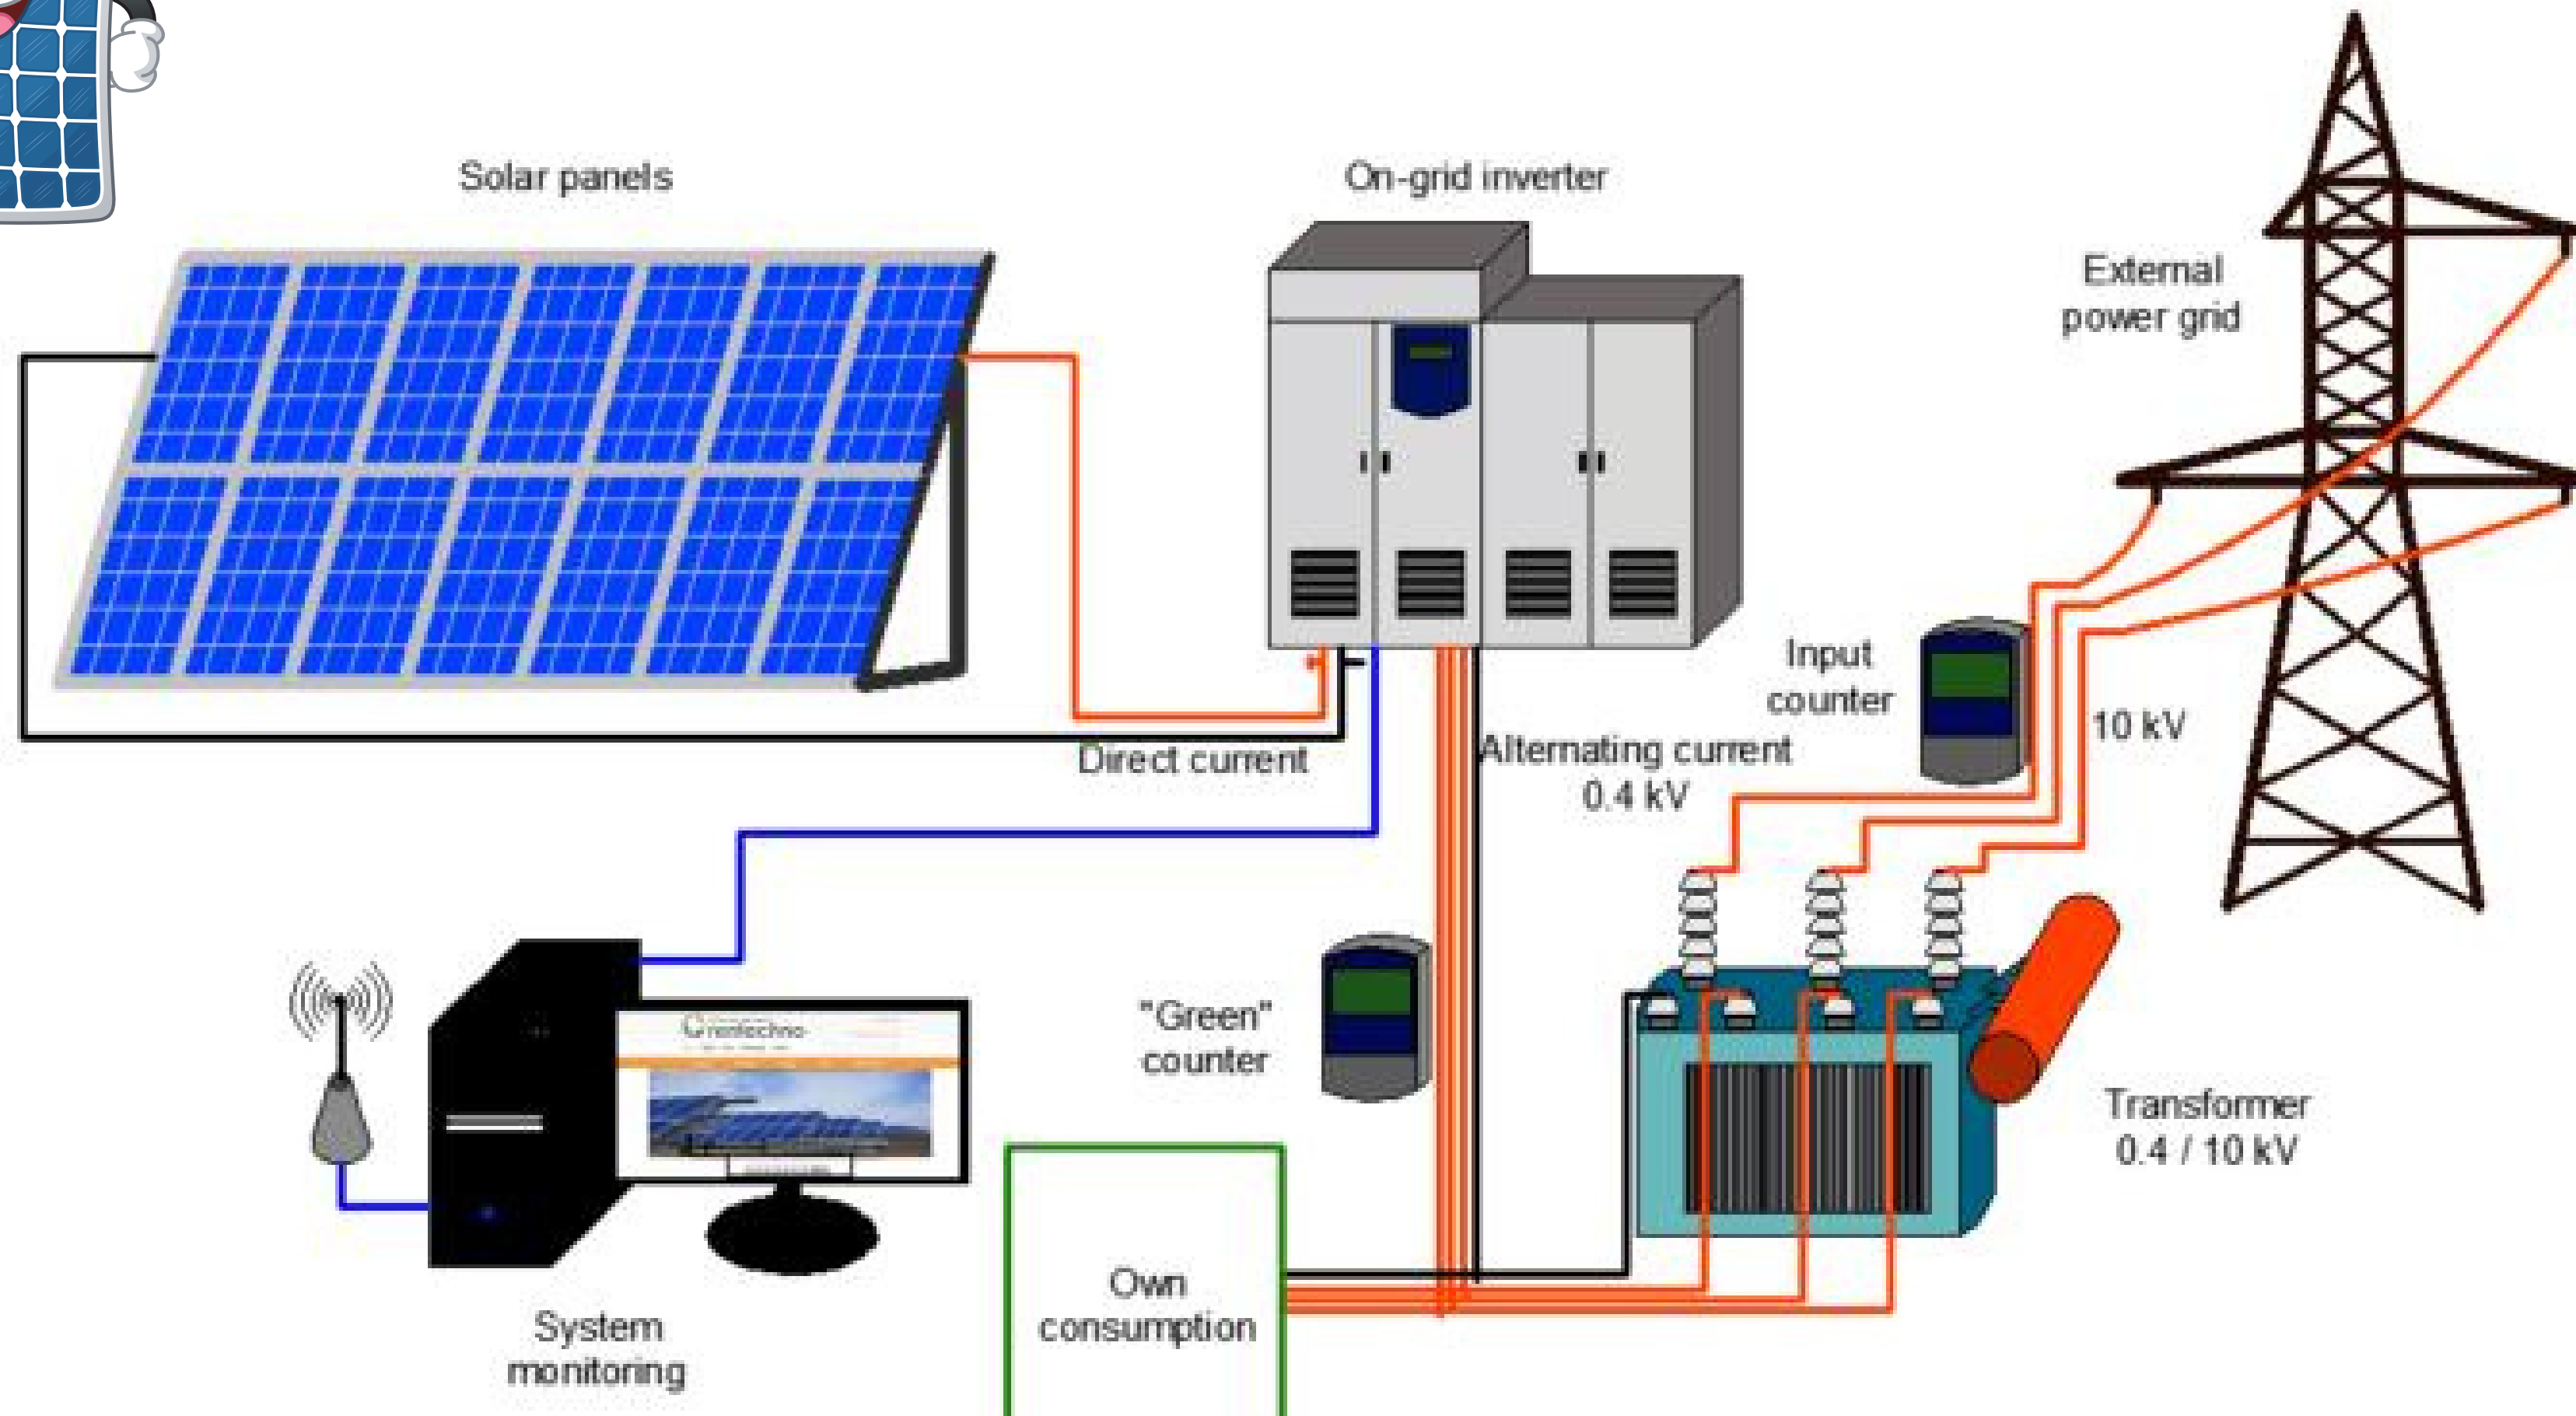 Solar panels
On-grid inverter
External
power grid
Input
counter
10 kV
Direct current
Alternating current
0.4 kV
"Green"
counter
Transformer
0.4 / 10 kV
Own
consumption
System
monitoring